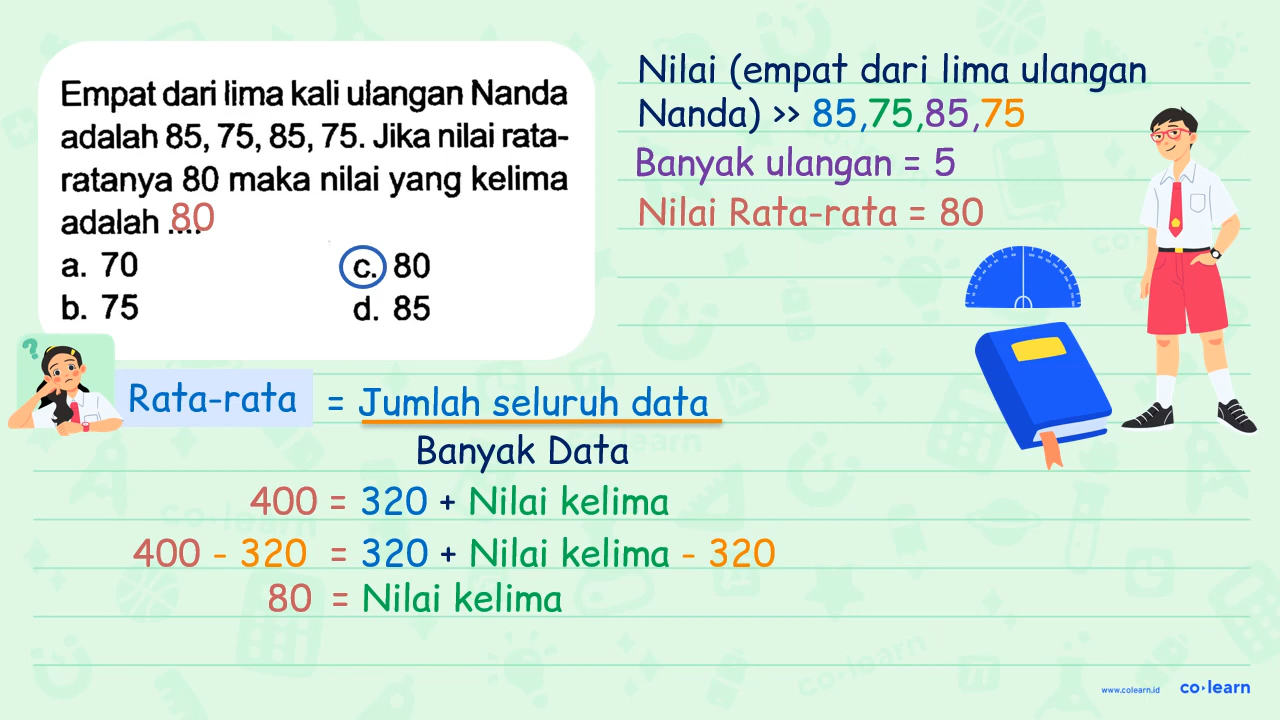 Empat dari lima kali ulangan Nanda
adalah 85, 75, 85, 75. Jika nilai rata-
ratanya 80 maka nilai yang kelima
adalah .... 80
a. 70
c. 80
b. 75
d. 85
Nilai (empat dari lima ulangan
Nanda) >> 85,75,85,75
Banyak ulangan = 5
Nilai Rata-rata = 80
?
Rata-rata = Jumlah seluruh data
Banyak Data
400 = 320 + Nilai kelima
400 - 320 = 320 + Nilai kelima - 320
80 = Nilai kelima
www.colearn.id
co·learn